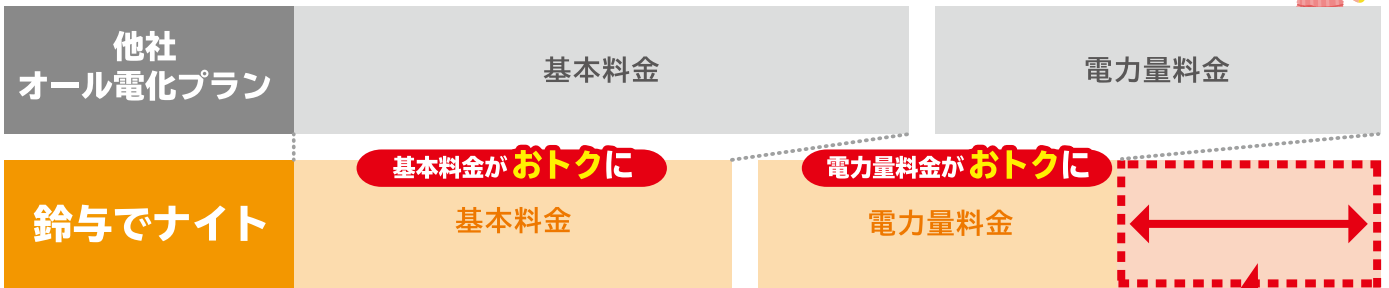 他社
オール電化プラン
基本料金
電力量料金
基本料金がおトクに
電力量料金がおトクに
鈴与でナイト
基本料金
電力量料金